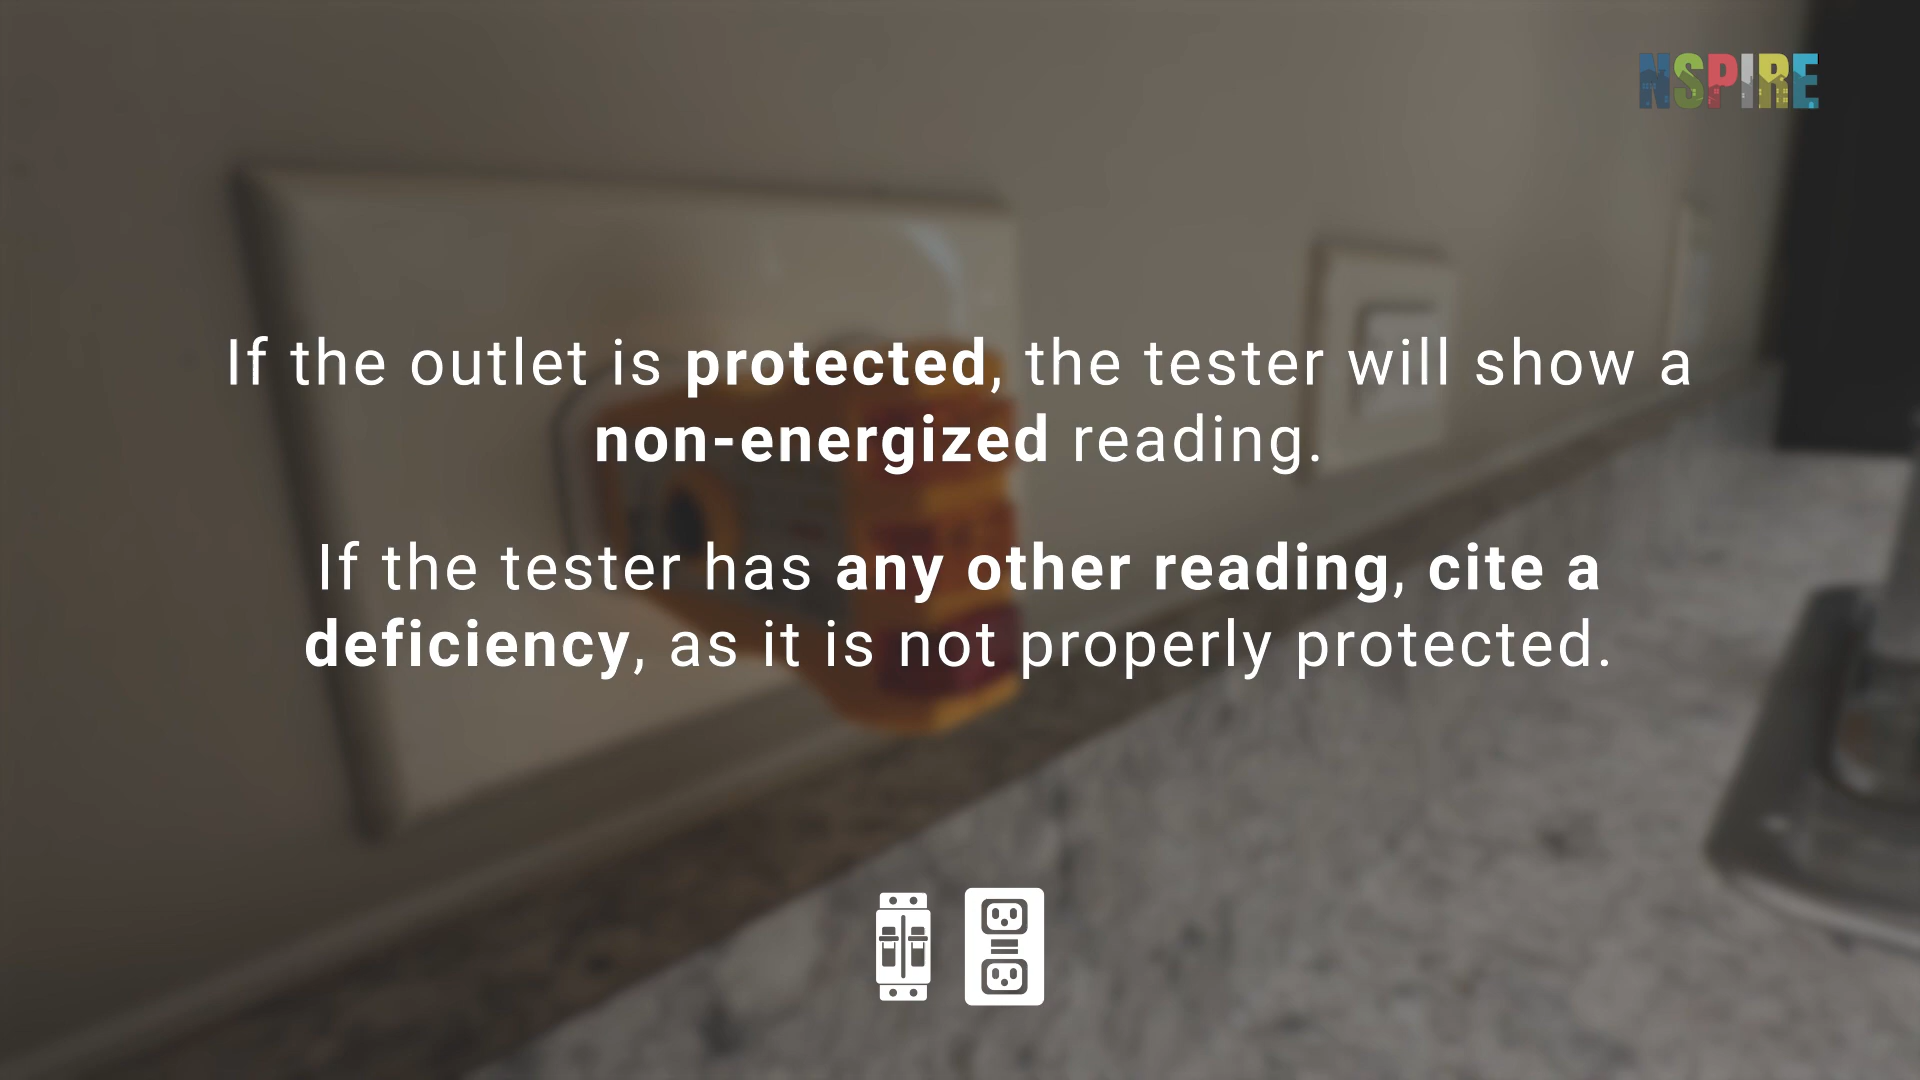 NSPIRE
If the outlet is protected, the tester will show a
non-energized reading.
If the tester has any other reading, cite a
deficiency, as it is not properly protected.